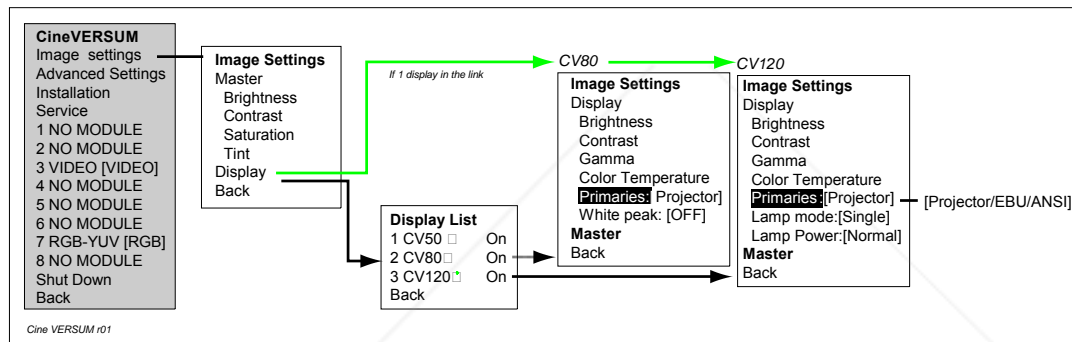 CineVERSUM
Image settings
Advanced Settings
Installation
Service
1 NO MODULE
2 NO MODULE
3 VIDEO [VIDEO]
4 NO MODULE
5 NO MODULE
6 NO MODULE
7 RGB-YUV [RGB]
8 NO MODULE
Shut Down
Back
Cine VERSUM r01
Image Settings
Master
Brightness
Contrast
Saturation
Tint
Display
Back
If 1 display in the link
Display List
1 CV50 □ On
2 CV80□ On
3 CV120□ On
Back
CV80
Image Settings
Display
Brightness
Contrast
Gamma
Color Temperature
Primaries: Projector]
White peak: [OFF]
Master
Back
CV120
Image Settings
Display
Brightness
Contrast
Gamma
Color Temperature
Primaries:[Projector]
Lamp mode:[Single]
Lamp Power:[Normal]
Master
Back
[Projector/EBU/ANSI]